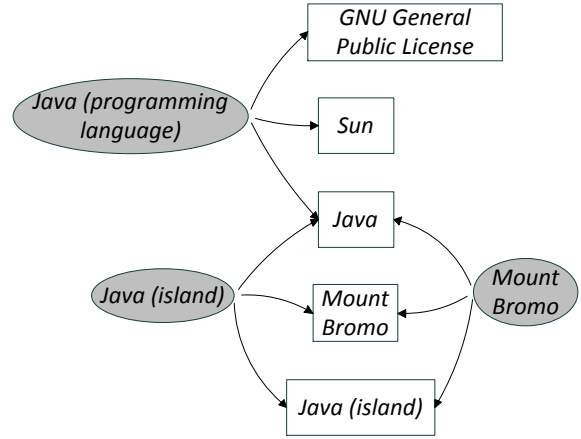 GNU General
Public License
Java (programming
language)
Sun
Java
Java (island)
Mount
Bromo
Mount
Bromo
Java (island)